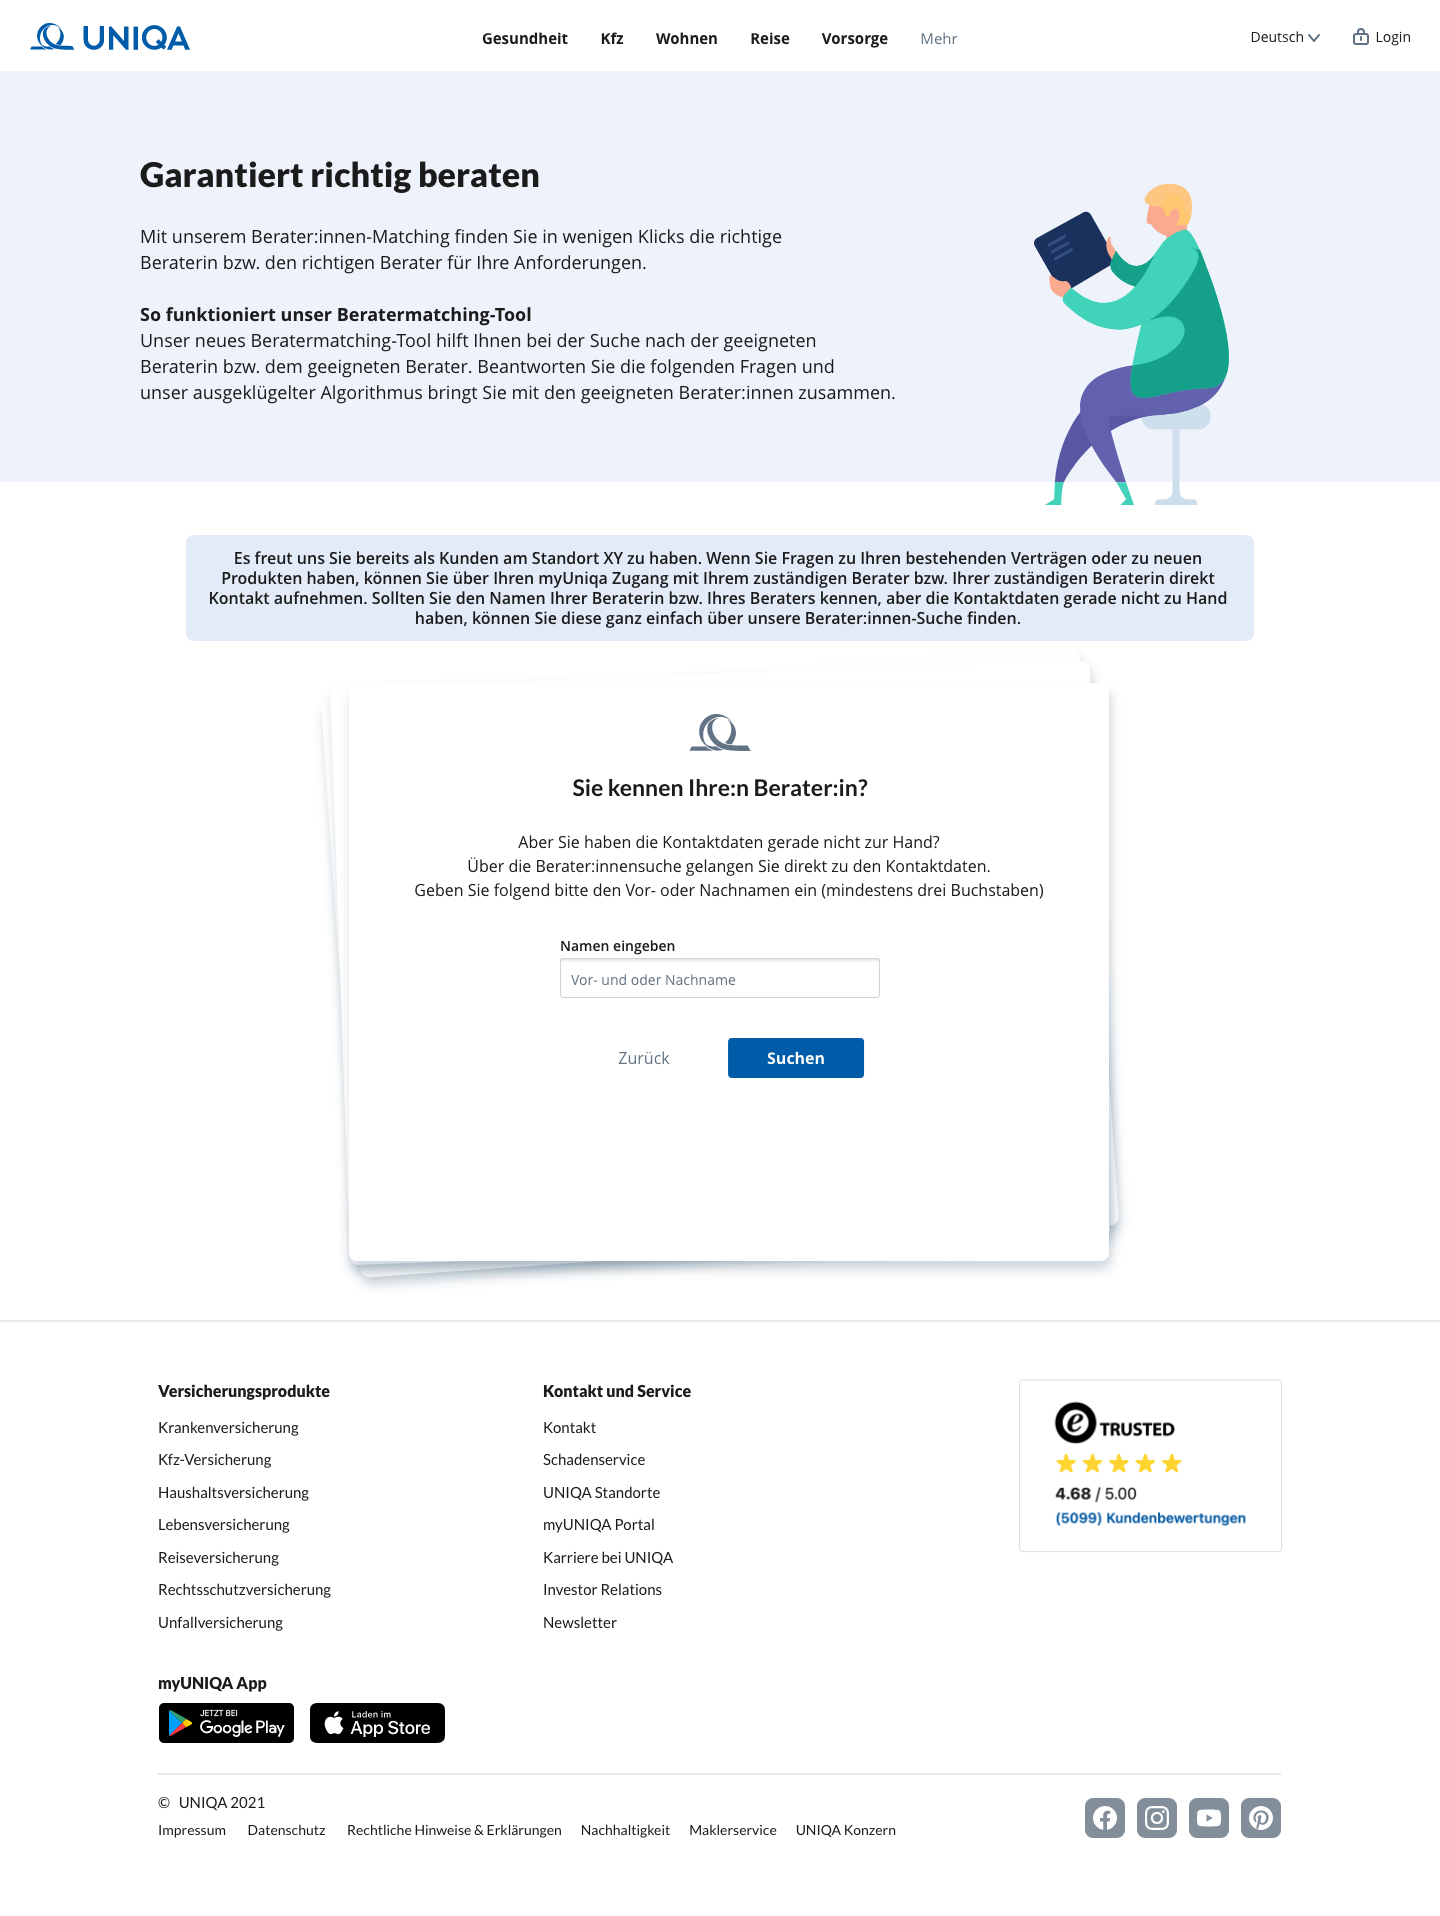 UNIQA
Gesundheit Kfz Wohnen Reise Vorsorge Mehr
Deutsch Login
Garantiert richtig beraten
Mit unserem Berater:innen-Matching finden Sie in wenigen Klicks die richtige
Beraterin bzw. den richtigen Berater für Ihre Anforderungen.
So funktioniert unser Beratermatching-Tool
Unser neues Beratermatching-Tool hilft Ihnen bei der Suche nach der geeigneten
Beraterin bzw. dem geeigneten Berater. Beantworten Sie die folgenden Fragen und
unser ausgeklügelter Algorithmus bringt Sie mit den geeigneten Berater:innen zusammen.
Es freut uns Sie bereits als Kunden am Standort XY zu haben. Wenn Sie Fragen zu Ihren bestehenden Verträgen oder zu neuen
Produkten haben, können Sie über Ihren myUniqa Zugang mit Ihrem zuständigen Berater bzw. Ihrer zuständigen Beraterin direkt
Kontakt aufnehmen. Sollten Sie den Namen Ihrer Beraterin bzw. Ihres Beraters kennen, aber die Kontaktdaten gerade nicht zu Hand
haben, können Sie diese ganz einfach über unsere Berater:innen-Suche finden.
Sie kennen Ihre:n Berater:in?
Aber Sie haben die Kontaktdaten gerade nicht zur Hand?
Über die Berater:innensuche gelangen Sie direkt zu den Kontaktdaten.
Geben Sie folgend bitte den Vor- oder Nachnamen ein (mindestens drei Buchstaben)
Namen eingeben
Vor- und oder Nachname
Zurück Suchen
Versicherungsprodukte
Krankenversicherung
Kfz-Versicherung
Haushaltsversicherung
Lebensversicherung
Reiseversicherung
Rechtsschutzversicherung
Unfallversicherung
Kontakt und Service
Kontakt
Schadenservice
UNIQA Standorte
myUNIQA Portal
Karriere bei UNIQA
Investor Relations
Newsletter
e TRUSTED
4.68 / 5.00
(5099) Kundenbewertungen
myUNIQA App
JETZT BEI
Google Play
Laden im
App Store
© UNIQA 2021
Impressum Datenschutz Rechtliche Hinweise & Erklärungen Nachhaltigkeit Maklerservice UNIQA Konzern